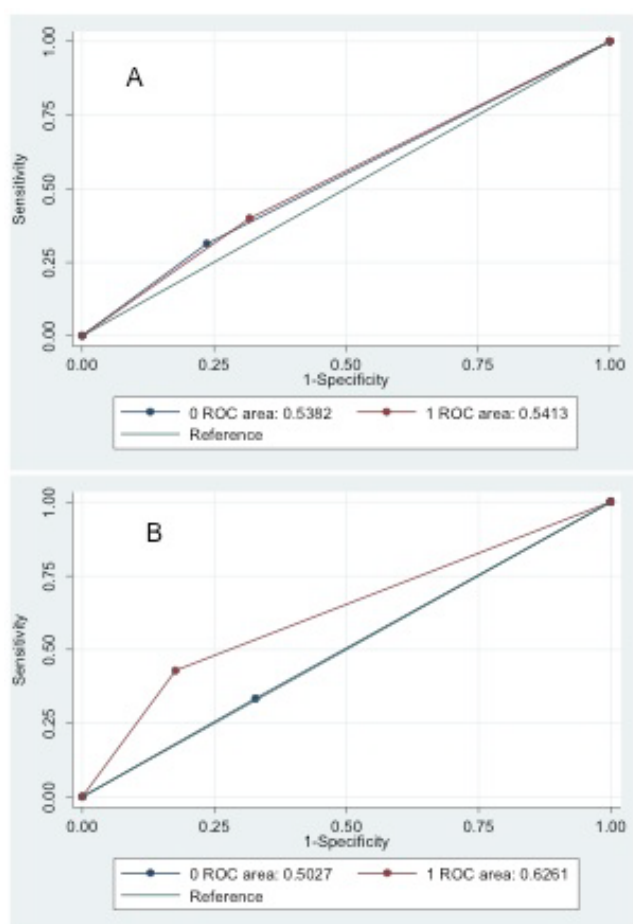 A
Sensitivity
1.00
0.75
0.50
0.25
0.00
0.00 0.25 0.50 0.75 1.00
1-Specificity
0 ROC area: 0.5382 1 ROC area: 0.5413
Reference
B
Sensitivity
1.00
0.75
0.50
0.25
0.00
0.00 0.25 0.50 0.75 1.00
1-Specificity
0 ROC area: 0.5027 1 ROC area: 0.6261
Reference